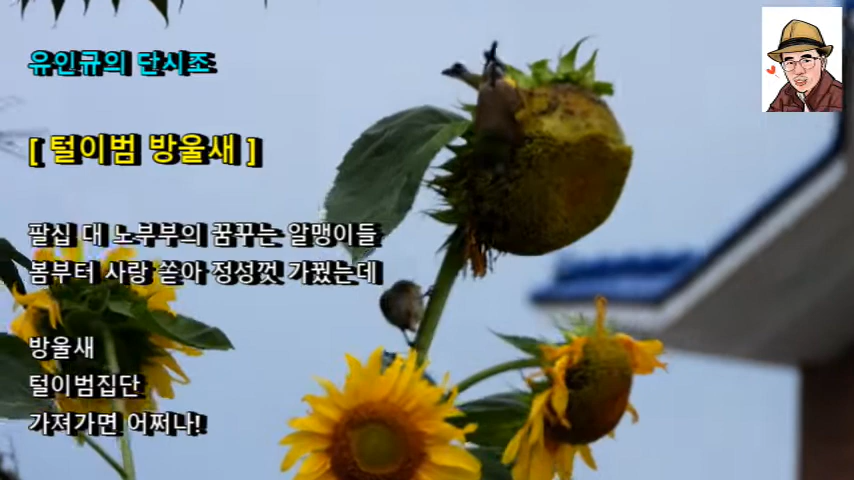 유인규의 단시조
[ 털이범 방울새 ]
팔십 대 노부부의 꿈꾸는 알맹이들
봄부터 사랑 쏟아 정성껏 가꿨는데
방울새
털이범집단
가져가면 어쩌나!